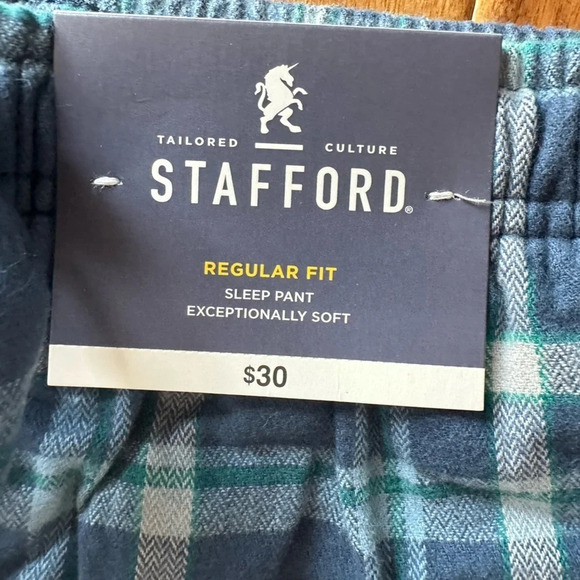 TAILORED CULTURE
STAFFORD®
REGULAR FIT
SLEEP PANT
EXCEPTIONALLY SOFT
$30